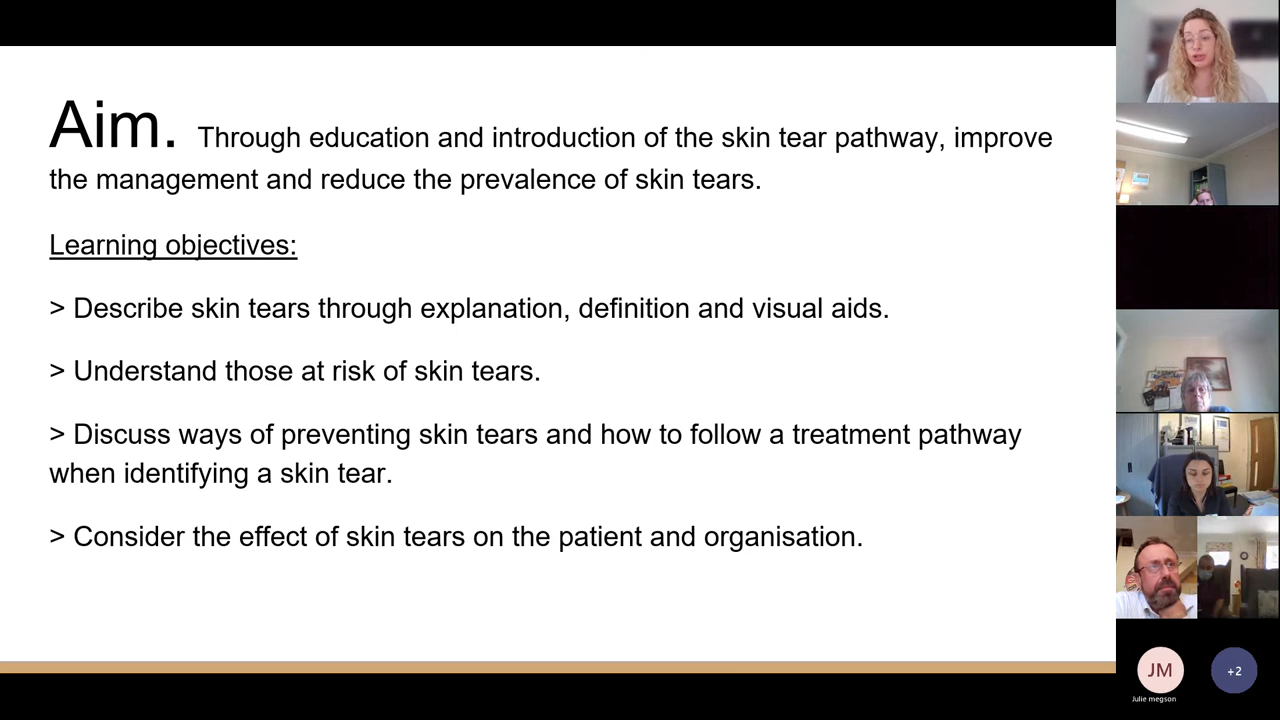 Aim. Through education and introduction of the skin tear pathway, improve
the management and reduce the prevalence of skin tears.
Learning objectives:
> Describe skin tears through explanation, definition and visual aids.
> Understand those at risk of skin tears.
> Discuss ways of preventing skin tears and how to follow a treatment pathway
when identifying a skin tear.
> Consider the effect of skin tears on the patient and organisation.
JM
+2
Julie megson